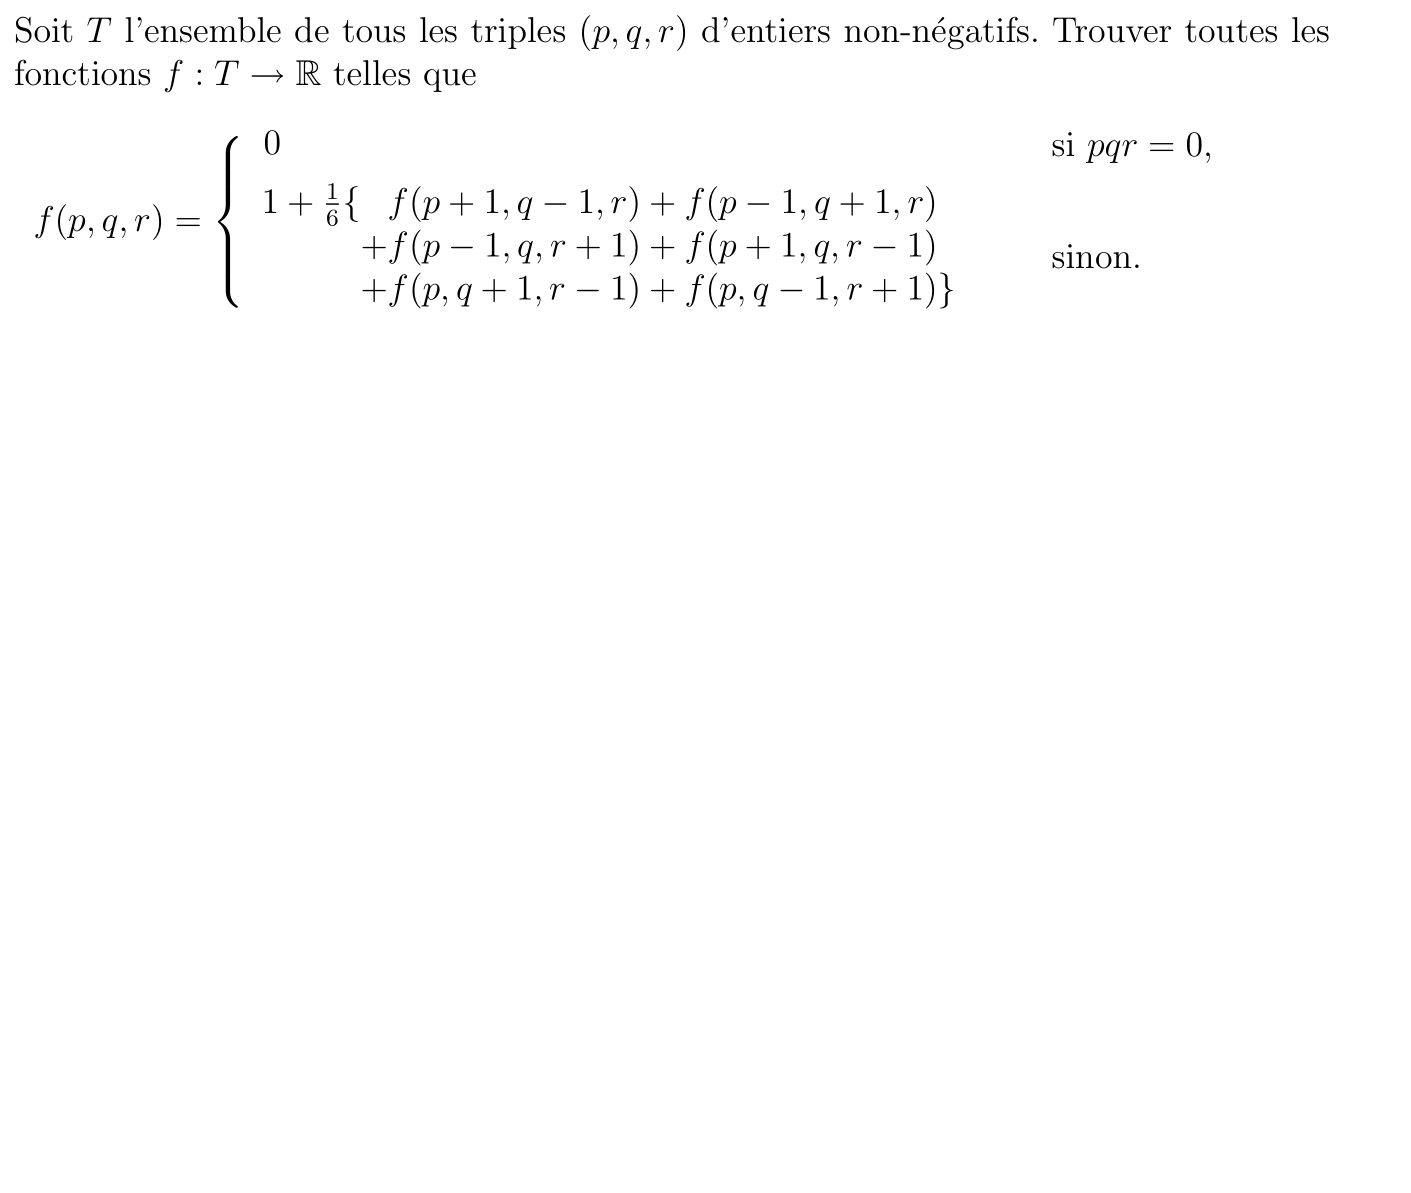 Soit $T$ l'ensemble de tous les triples $(p, q, r)$ d'entiers non-négatifs. Trouver toutes les
fonctions $f : T \to \mathbb{R}$ telles que
$$f(p, q, r) = \begin{cases} 0 & \text{si } pqr = 0, \\ 1 + \frac{1}{6}\{ \quad f(p + 1, q - 1, r) + f(p - 1, q + 1, r) \\ \quad + f(p - 1, q, r + 1) + f(p + 1, q, r - 1) & \text{sinon.} \\ \quad + f(p, q + 1, r - 1) + f(p, q - 1, r + 1)\} \end{cases}$$